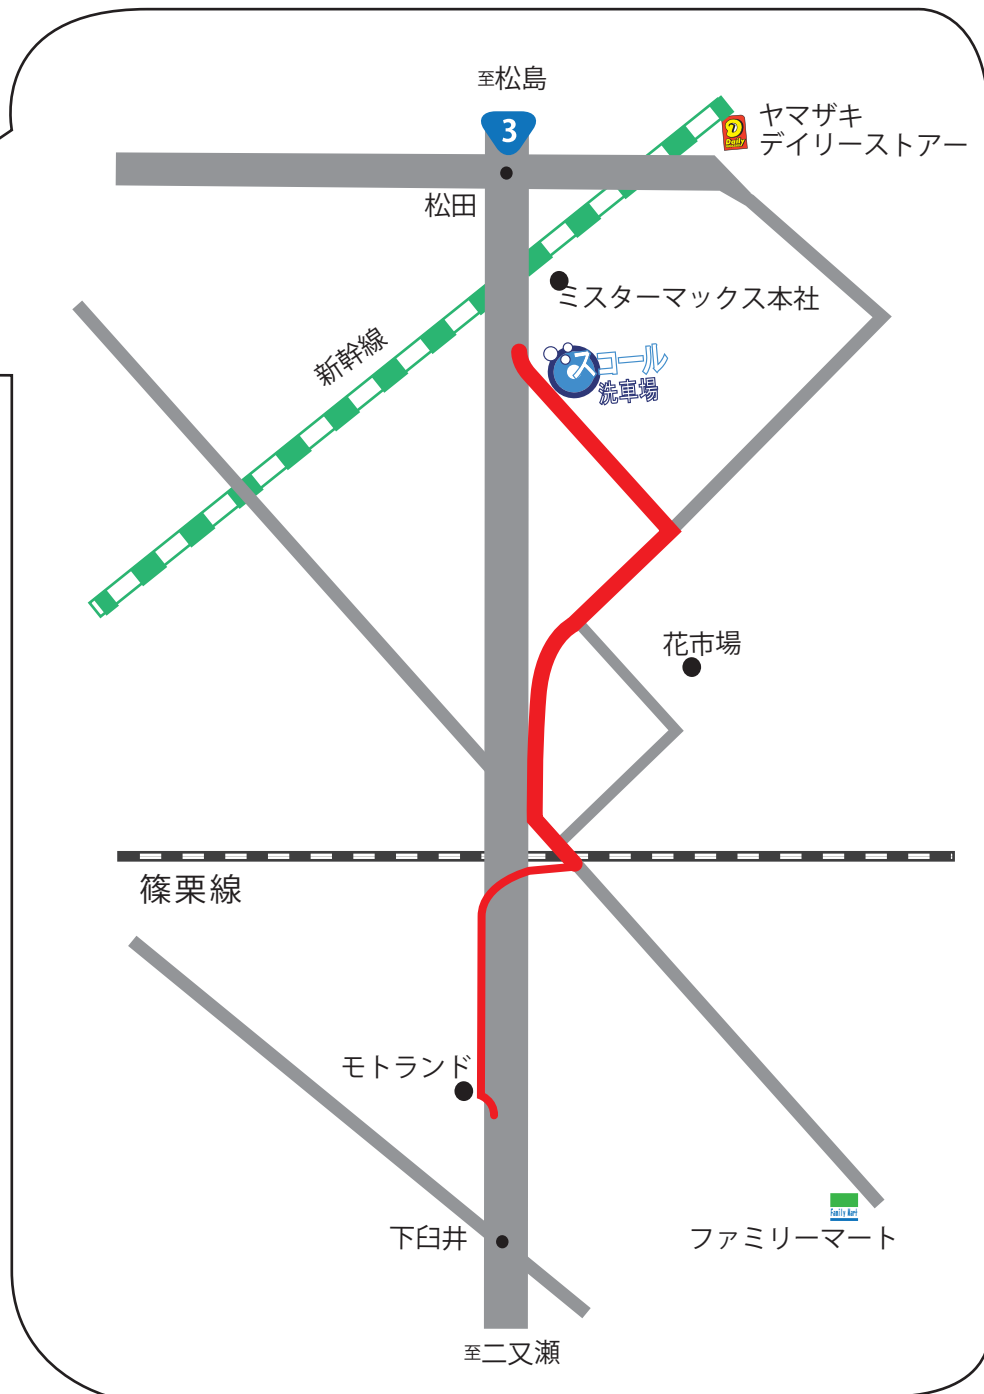 至松島
3
ヤマザキ
デイリーストアー
Daily
松田
ミスターマックス本社
新幹線
スコール
洗車場
花市場
篠栗線
モトランド
Family Mart
下臼井
ファミリーマート
至二又瀬